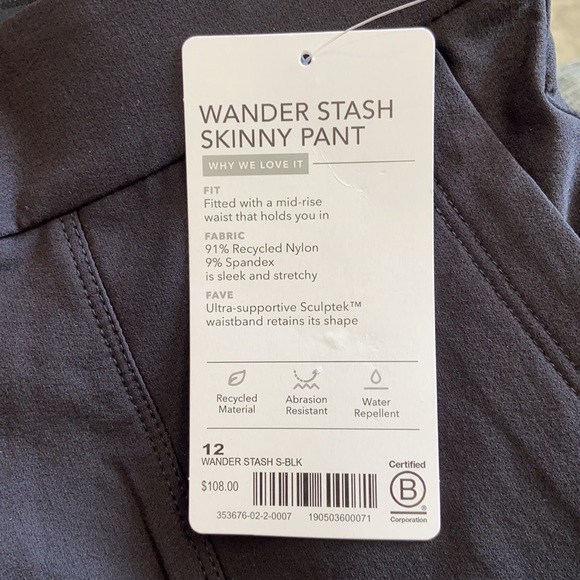 WANDER STASH
SKINNY PANT
WHY WE LOVE IT
FIT
Fitted with a mid-rise
waist that holds you in
FABRIC
91% Recycled Nylon
9% Spandex
is sleek and stretchy
FAVE
Ultra-supportive Sculptek™
waistband retains its shape
Recycled Material
Abrasion Resistant
Water Repellent
12
WANDER STASH S-BLK
$108.00
353676-02-2-0007 190503600071
Certified
B
Corporation